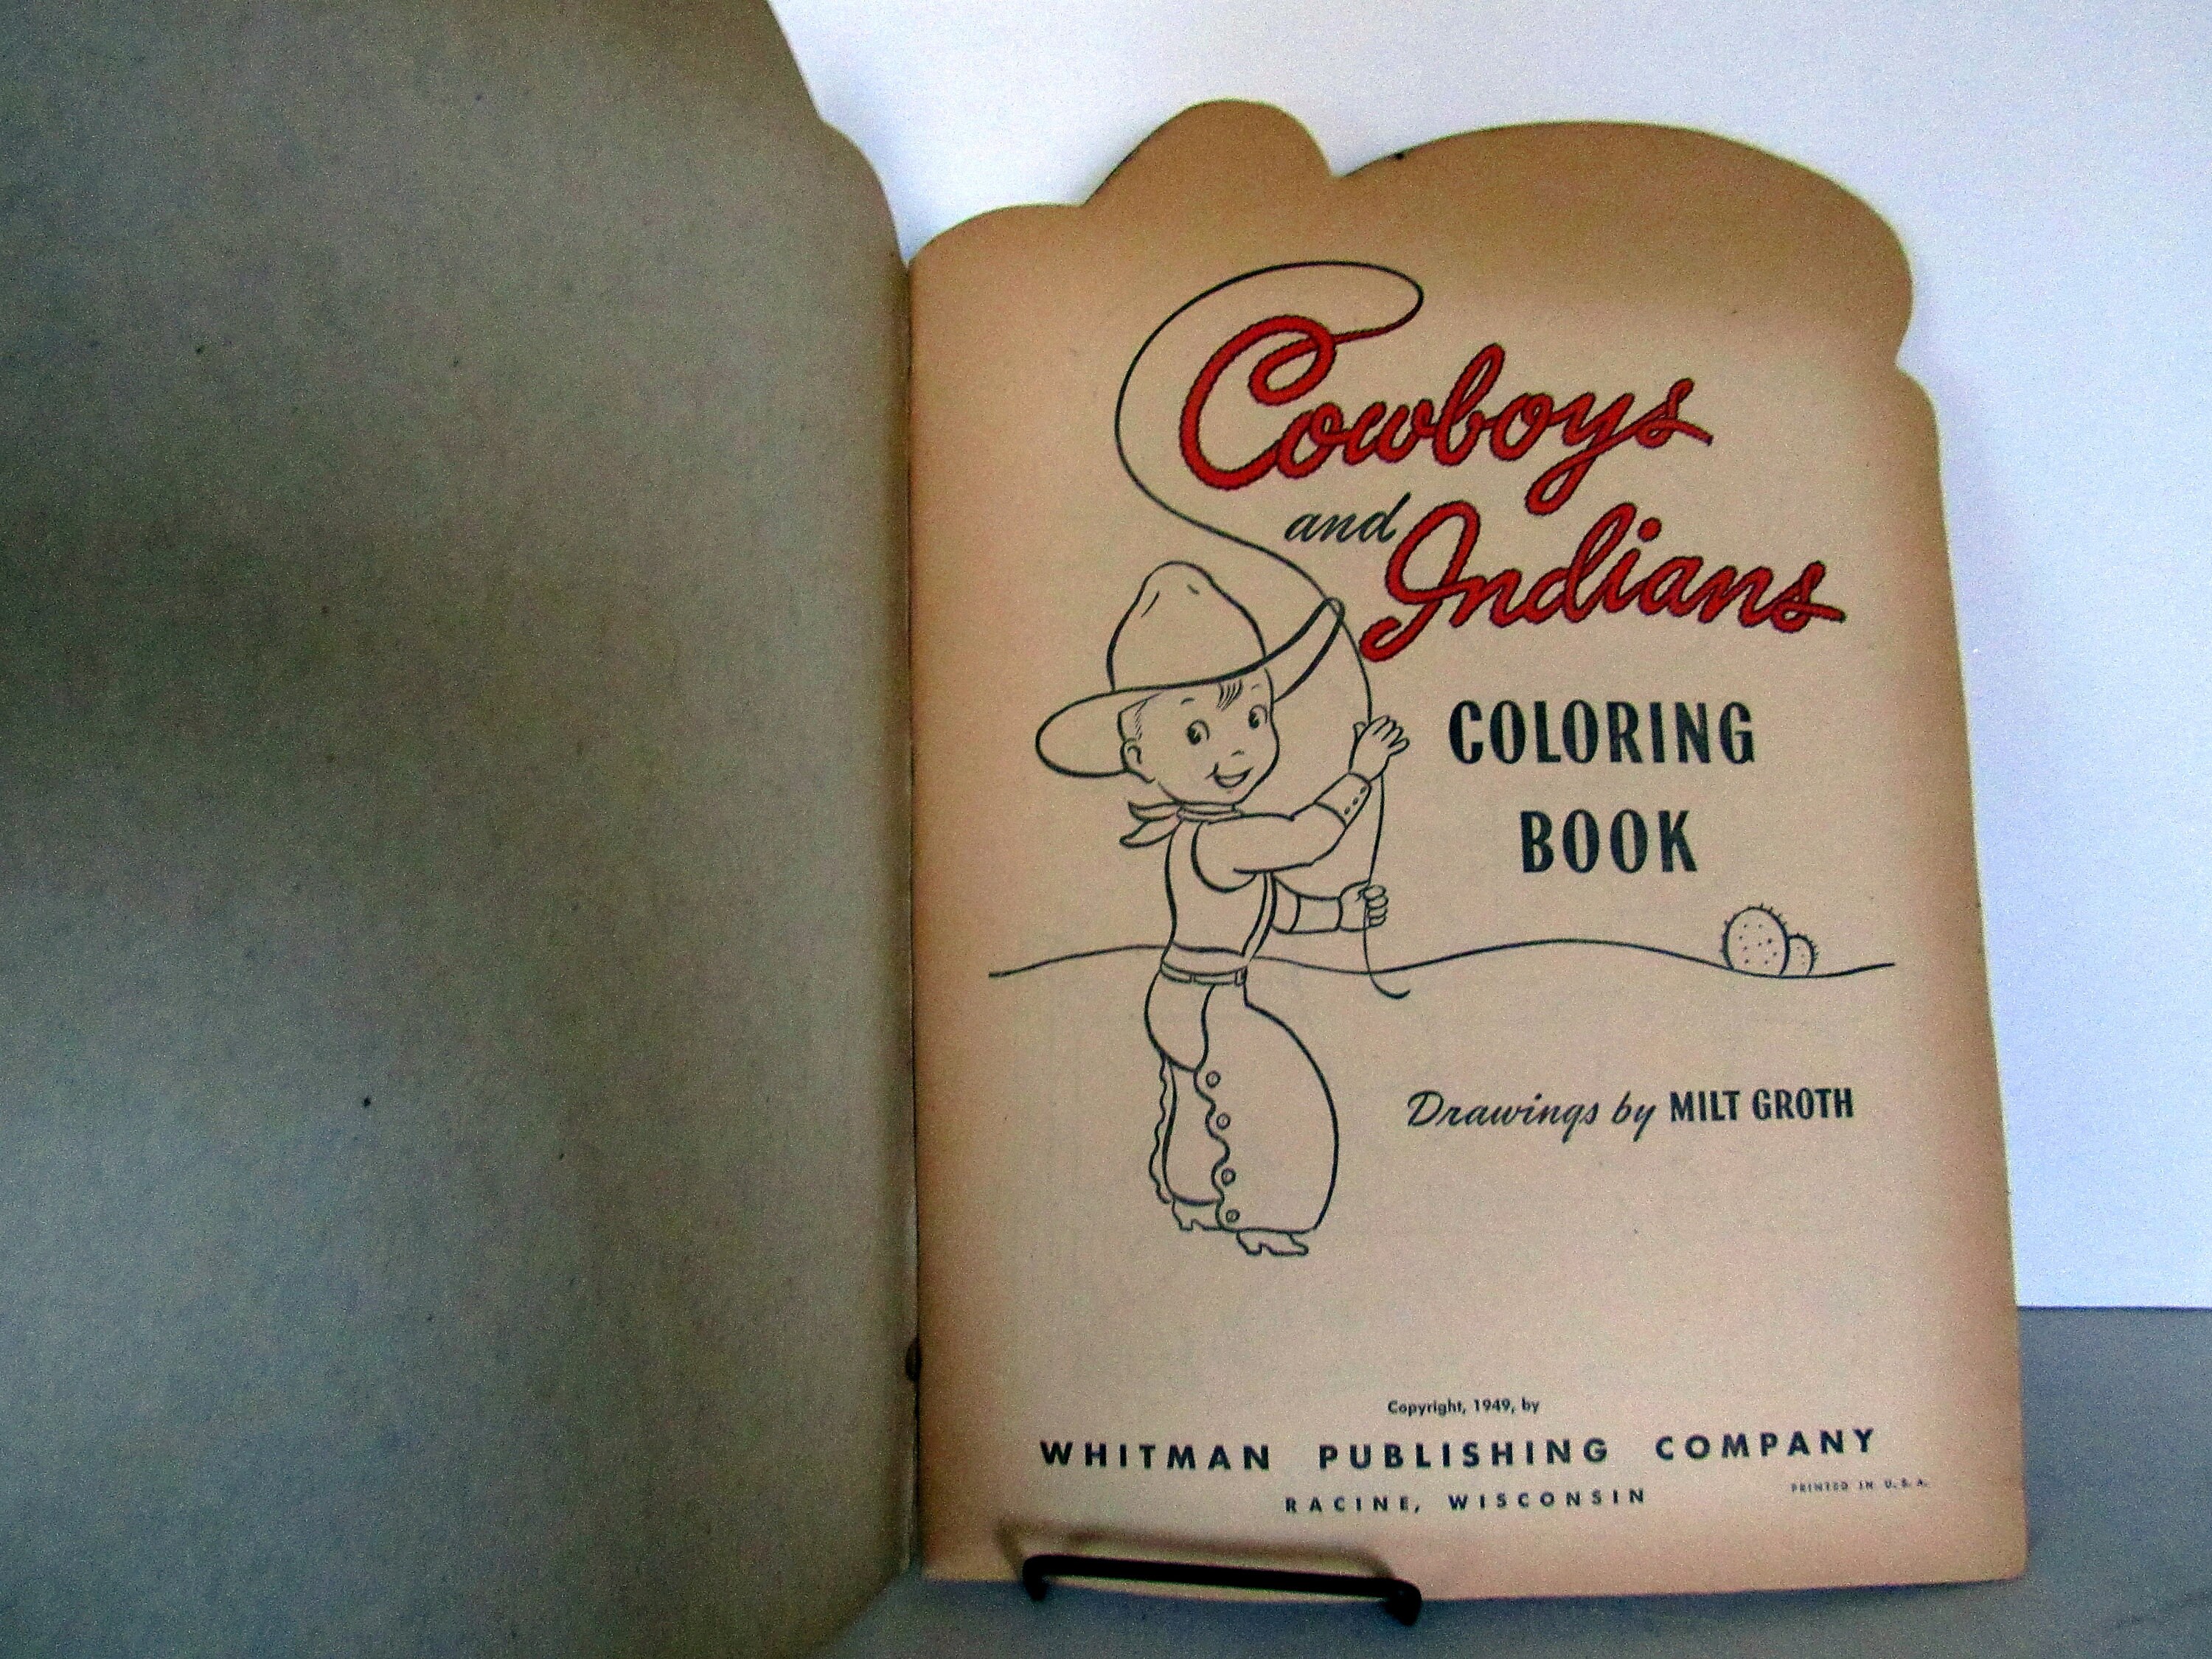 Cowboys
and Indians
COLORING
BOOK
Drawings by MILT GROTH
Copyright, 1949, by
WHITMAN PUBLISHING COMPANY
RACINE, WISCONSIN
PRINTED IN U.S.A.